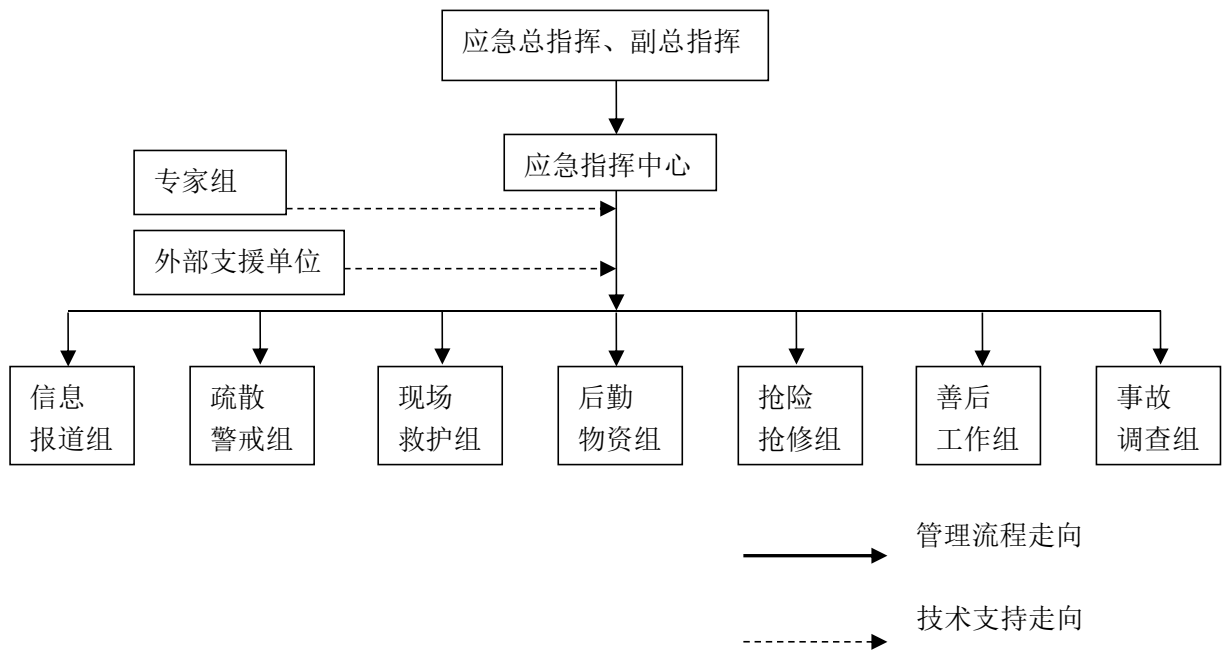 应急总指挥、副总指挥
应急指挥中心
专家组
外部支援单位
信息
报道组
疏散
警戒组
现场
救护组
后勤
物资组
抢险
抢修组
善后
工作组
事故
调查组
管理流程走向
技术支持走向